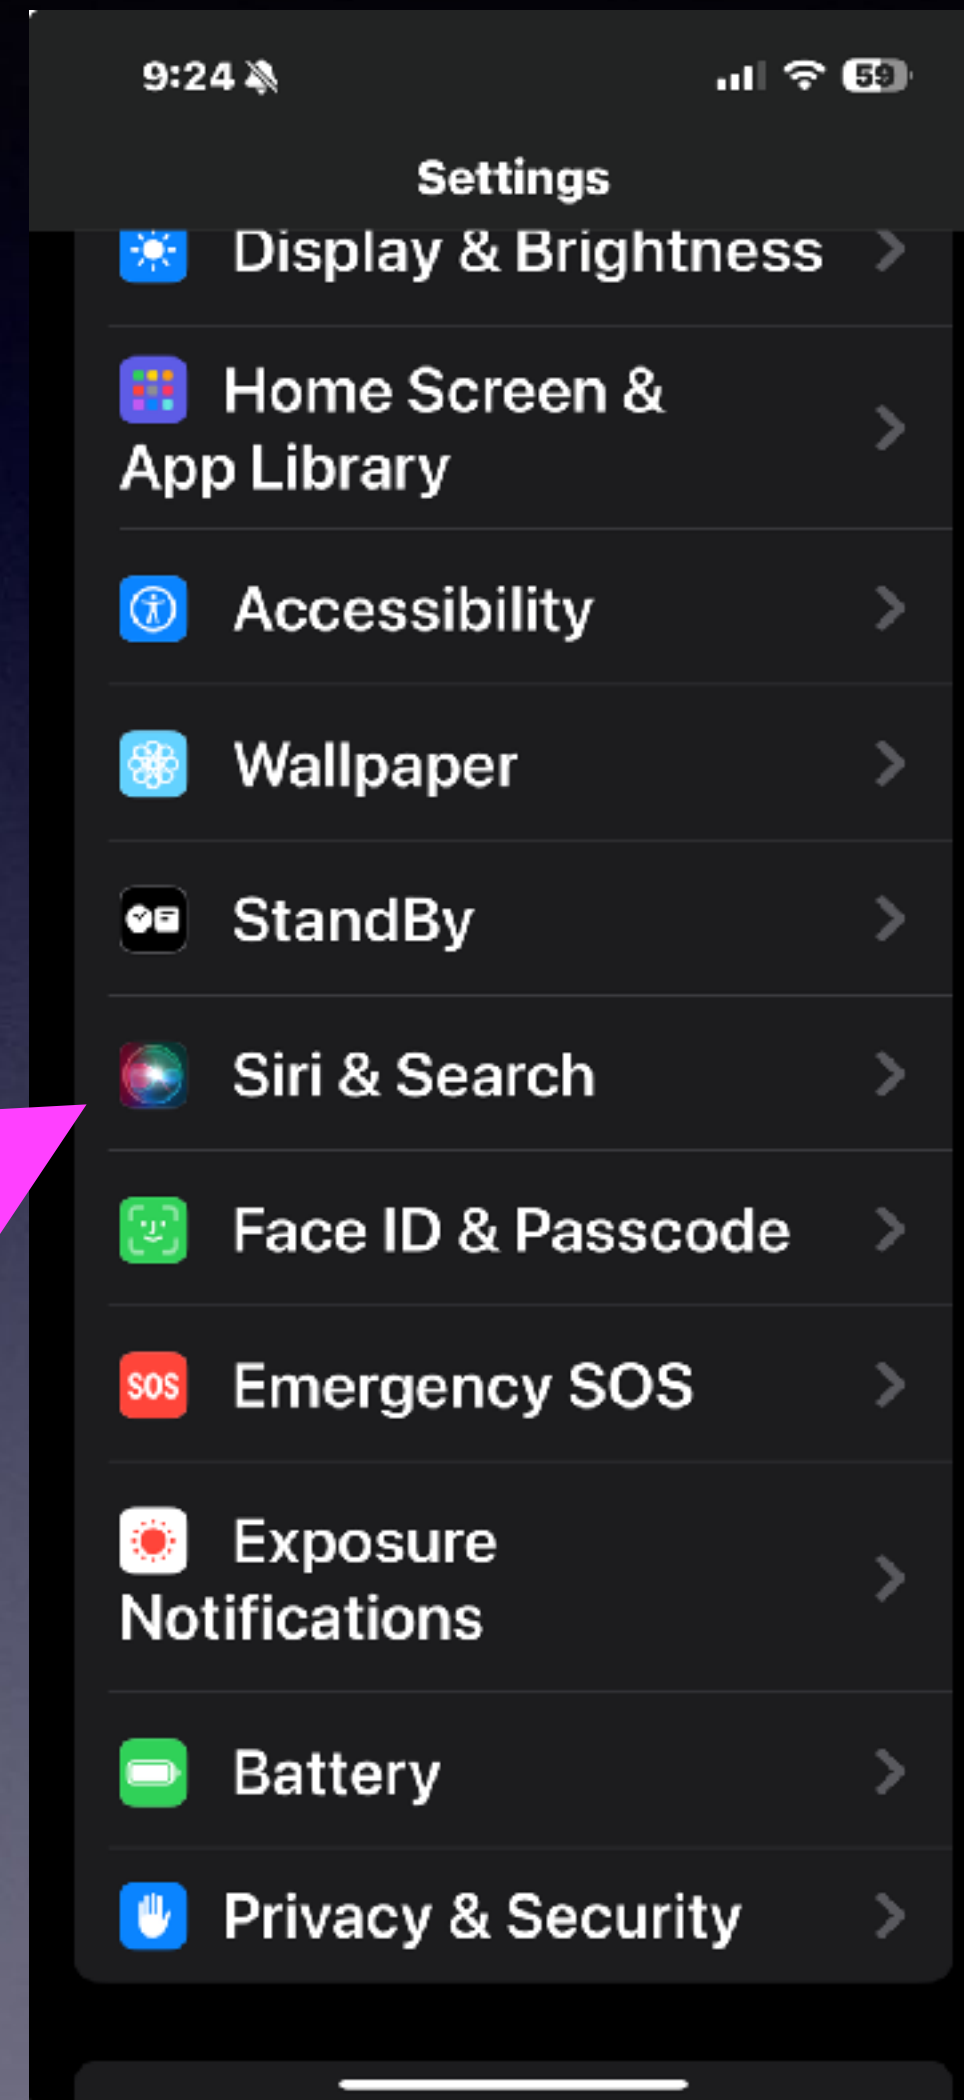 9:24
59
Settings
Display & Brightness
Home Screen &
App Library
Accessibility
Wallpaper
StandBy
Siri & Search
Face ID & Passcode
SOS Emergency SOS
Exposure
Notifications
Battery
Privacy & Security